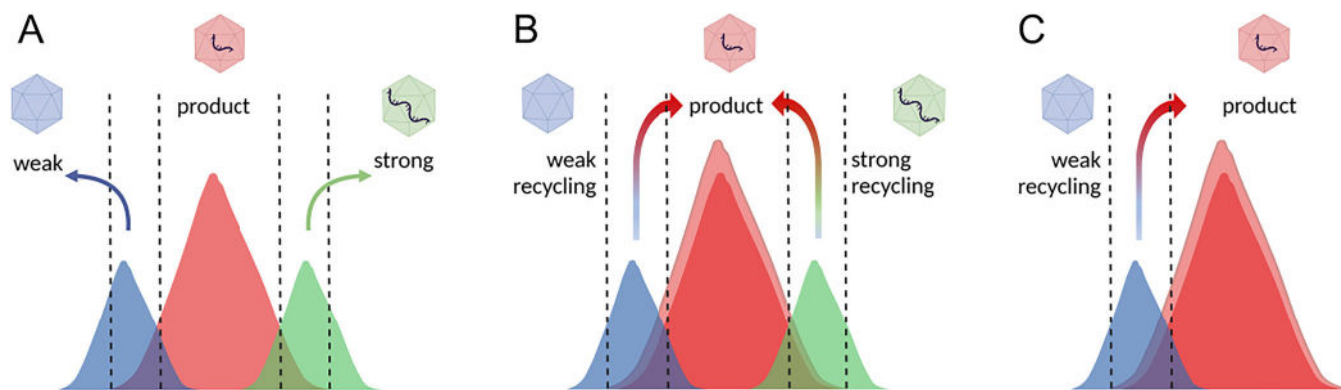 A
product
weak
strong
B
product
weak
recycling
strong
recycling
C
product
weak
recycling